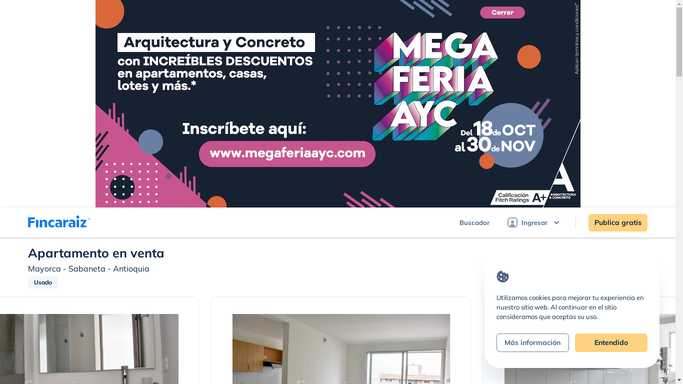 Cerrar
Arquitectura y Concreto
con INCREÍBLES DESCUENTOS
en apartamentos, casas,
lotes y más.*
MEGA
FERIA
AYC
Inscríbete aquí:
www.megaferiaayc.com
Del 18 de OCT
al 30 de NOV
Calificación
Fitch Ratings
A+
ARQUITECTURA
& CONCRETO
Fincaraiz
Buscador
Ingresar
Publica gratis
Apartamento en venta
Mayorca - Sabaneta - Antioquia
Usado
Utilizamos cookies para mejorar tu experiencia en
nuestro sitio web. Al continuar en el sitio
consideramos que aceptas su uso.
Más información
Entendido